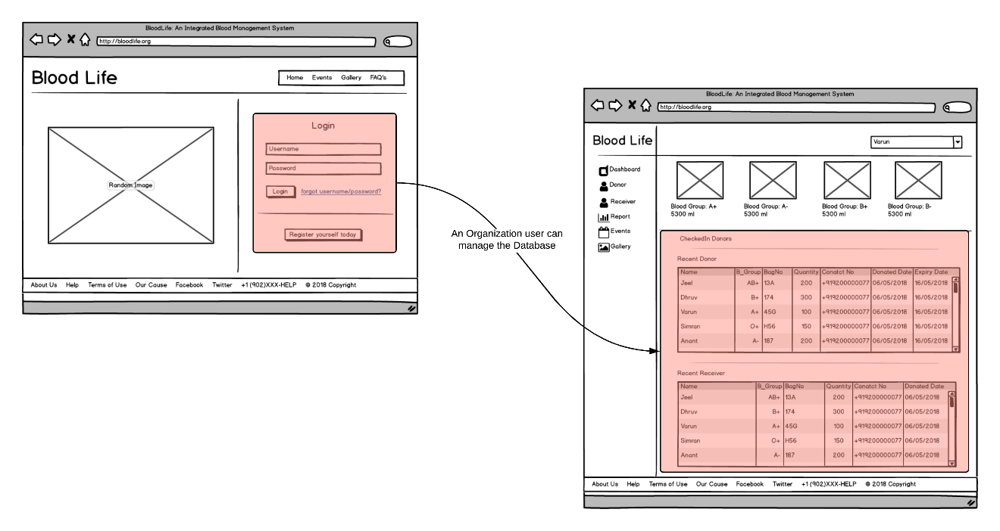 BloodLife: An Integrated Blood Management System
http://bloodlife.org
Blood Life
Home Events Gallery FAQ's
Random Image
Login
Username
Password
Login forgot username/password?
Register yourself today
About Us Help Terms of Use Our Cause Facebook Twitter +1 (902)XXX-HELP © 2018 Copyright
An Organization user can
manage the Database
BloodLife: An Integrated Blood Management System
http://bloodlife.org
Blood Life
Varun
Dashboard
Donor
Receiver
Report
Events
Gallery
Blood Group: A+
5300 ml
Blood Group: A-
5300 ml
Blood Group: B+
5300 ml
Blood Group: B-
5300 ml
CheckedIn Donors
Recent Donor
Name B_Group BagNo Quantity Conatct No Donated Date Expiry Date
Jeel AB+ 13A 200 +919200000077 06/05/2018 16/05/2018
Dhruv B+ 174 300 +919200000077 06/05/2018 16/05/2018
Varun A+ 45G 100 +919200000077 06/05/2018 16/05/2018
Simran O+ H56 150 +919200000077 06/05/2018 16/05/2018
Anant A- 187 200 +919200000077 06/05/2018 16/05/2018
Recent Receiver
Name B_Group BagNo Quantity Conatct No Donated Date
Jeel AB+ 13A 200 +919200000077 06/05/2018
Dhruv B+ 174 300 +919200000077 06/05/2018
Varun A+ 45G 100 +919200000077 06/05/2018
Simran O+ H56 150 +919200000077 06/05/2018
Anant A- 187 200 +919200000077 06/05/2018
About Us Help Terms of Use Our Cause Facebook Twitter +1 (902)XXX-HELP © 2018 Copyright